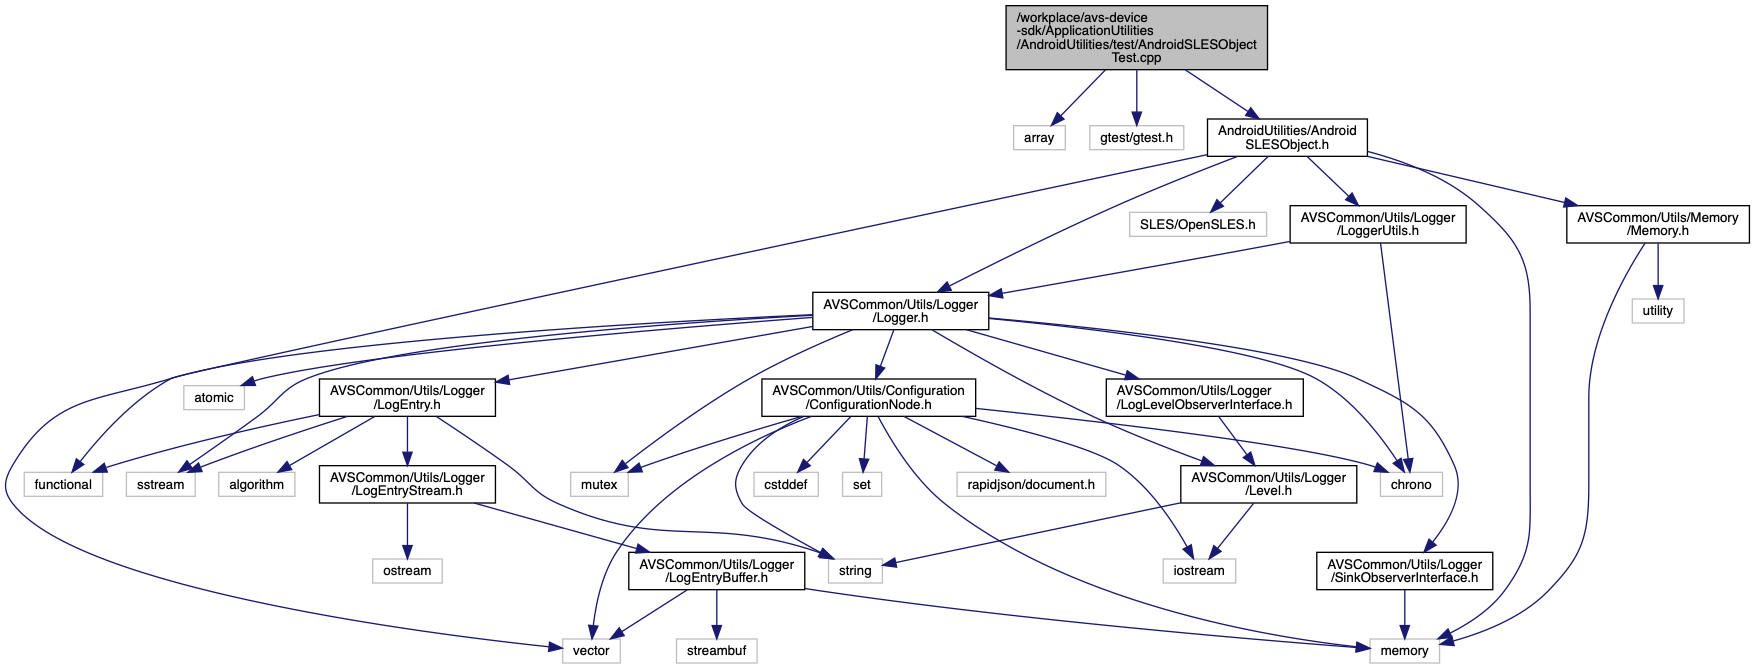 /workplace/avs-device
-sdk/ApplicationUtilities
/AndroidUtilities/test/AndroidSLESObject
Test.cpp
array
gtest/gtest.h
AndroidUtilities/Android
SLESObject.h
SLES/OpenSLES.h
AVSCommon/Utils/Logger
/LoggerUtils.h
AVSCommon/Utils/Memory
/Memory.h
AVSCommon/Utils/Logger
/Logger.h
utility
atomic
AVSCommon/Utils/Logger
/LogEntry.h
AVSCommon/Utils/Configuration
/ConfigurationNode.h
AVSCommon/Utils/Logger
/LogLevelObserverInterface.h
functional
sstream
algorithm
AVSCommon/Utils/Logger
/LogEntryStream.h
mutex
cstddef
set
rapidjson/document.h
AVSCommon/Utils/Logger
/Level.h
chrono
ostream
AVSCommon/Utils/Logger
/LogEntryBuffer.h
string
iostream
AVSCommon/Utils/Logger
/SinkObserverInterface.h
vector
streambuf
memory